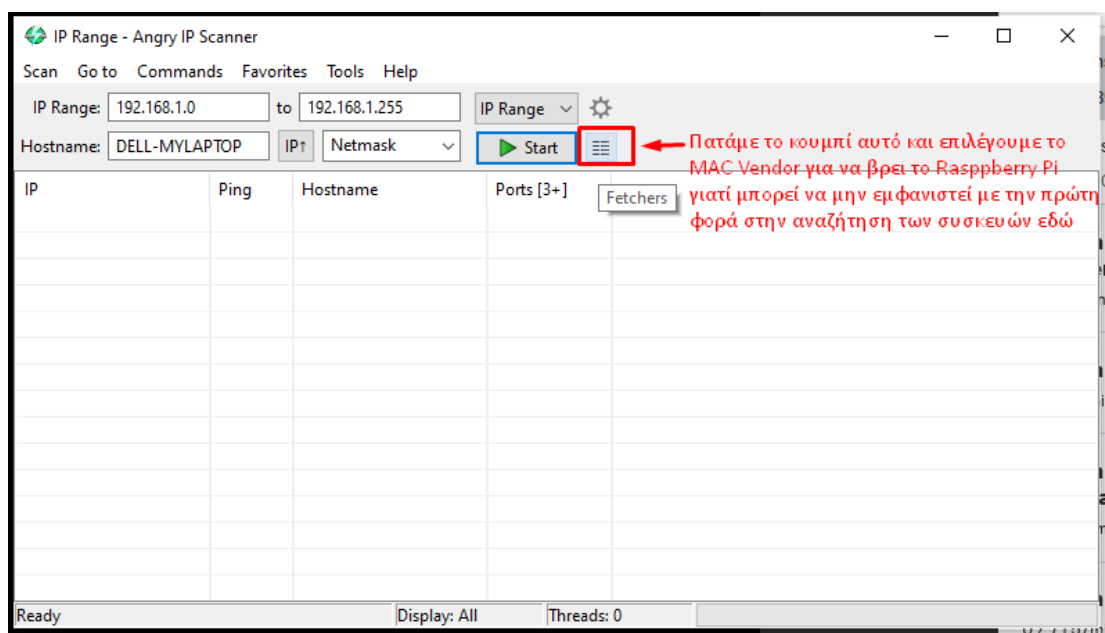 IP Range - Angry IP Scanner
Scan Go to Commands Favorites Tools Help
IP Range: 192.168.1.0 to 192.168.1.255 IP Range
Hostname: DELL-MYLAPTOP IP↑ Netmask Start
Πατάμε το κουμπί αυτό και επιλέγουμε το
MAC Vendor για να βρει το Rasppberry Pi
γιατί μπορεί να μην εμφανιστεί με την πρώτη
φορά στην αναζήτηση των συσκευών εδώ
IP Ping Hostname Ports [3+]
Fetchers
Ready Display: All Threads: 0